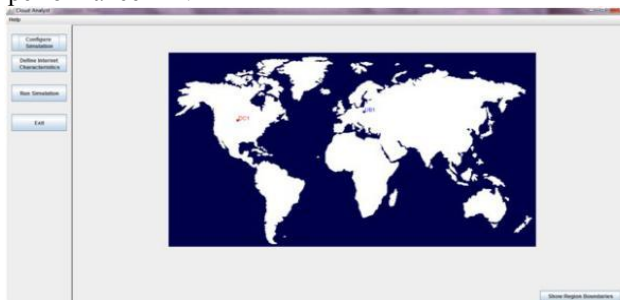 Cloud Analyst
Help
Configure
Simulation
Define Internet
Characteristics
Run Simulation
Exit
DC1
UB1
Show Region Boundaries